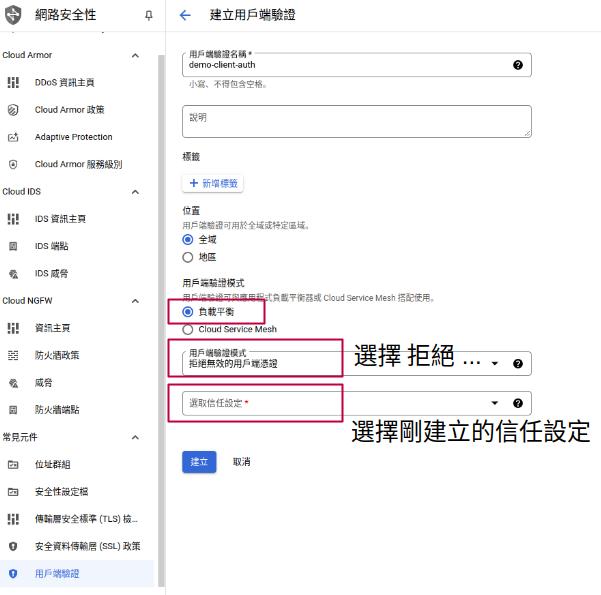 網路安全性
建立用戶端驗證
Cloud Armor
DDoS 資訊主頁
Cloud Armor 政策
Adaptive Protection
Cloud Armor 服務級別
Cloud IDS
IDS 資訊主頁
IDS 端點
IDS 威脅
Cloud NGFW
資訊主頁
防火牆政策
威脅
防火牆端點
常見元件
位址群組
安全性設定檔
傳輸層安全標準 (TLS) 檢...
安全資料傳輸層 (SSL) 政策
用戶端驗證
用戶端驗證名稱 *
demo-client-auth
小寫、不得包含空格。
說明
標籤
+ 新增標籤
位置
用戶端驗證可用於全域或特定區域。
全域
地區
用戶端驗證模式
用戶端驗證可與應用程式負載平衡器或 Cloud Service Mesh 搭配使用。
負載平衡
Cloud Service Mesh
用戶端驗證模式
拒絕無效的用戶端憑證
選擇 拒絕 ...
選取信任設定 *
選擇剛建立的信任設定
建立
取消